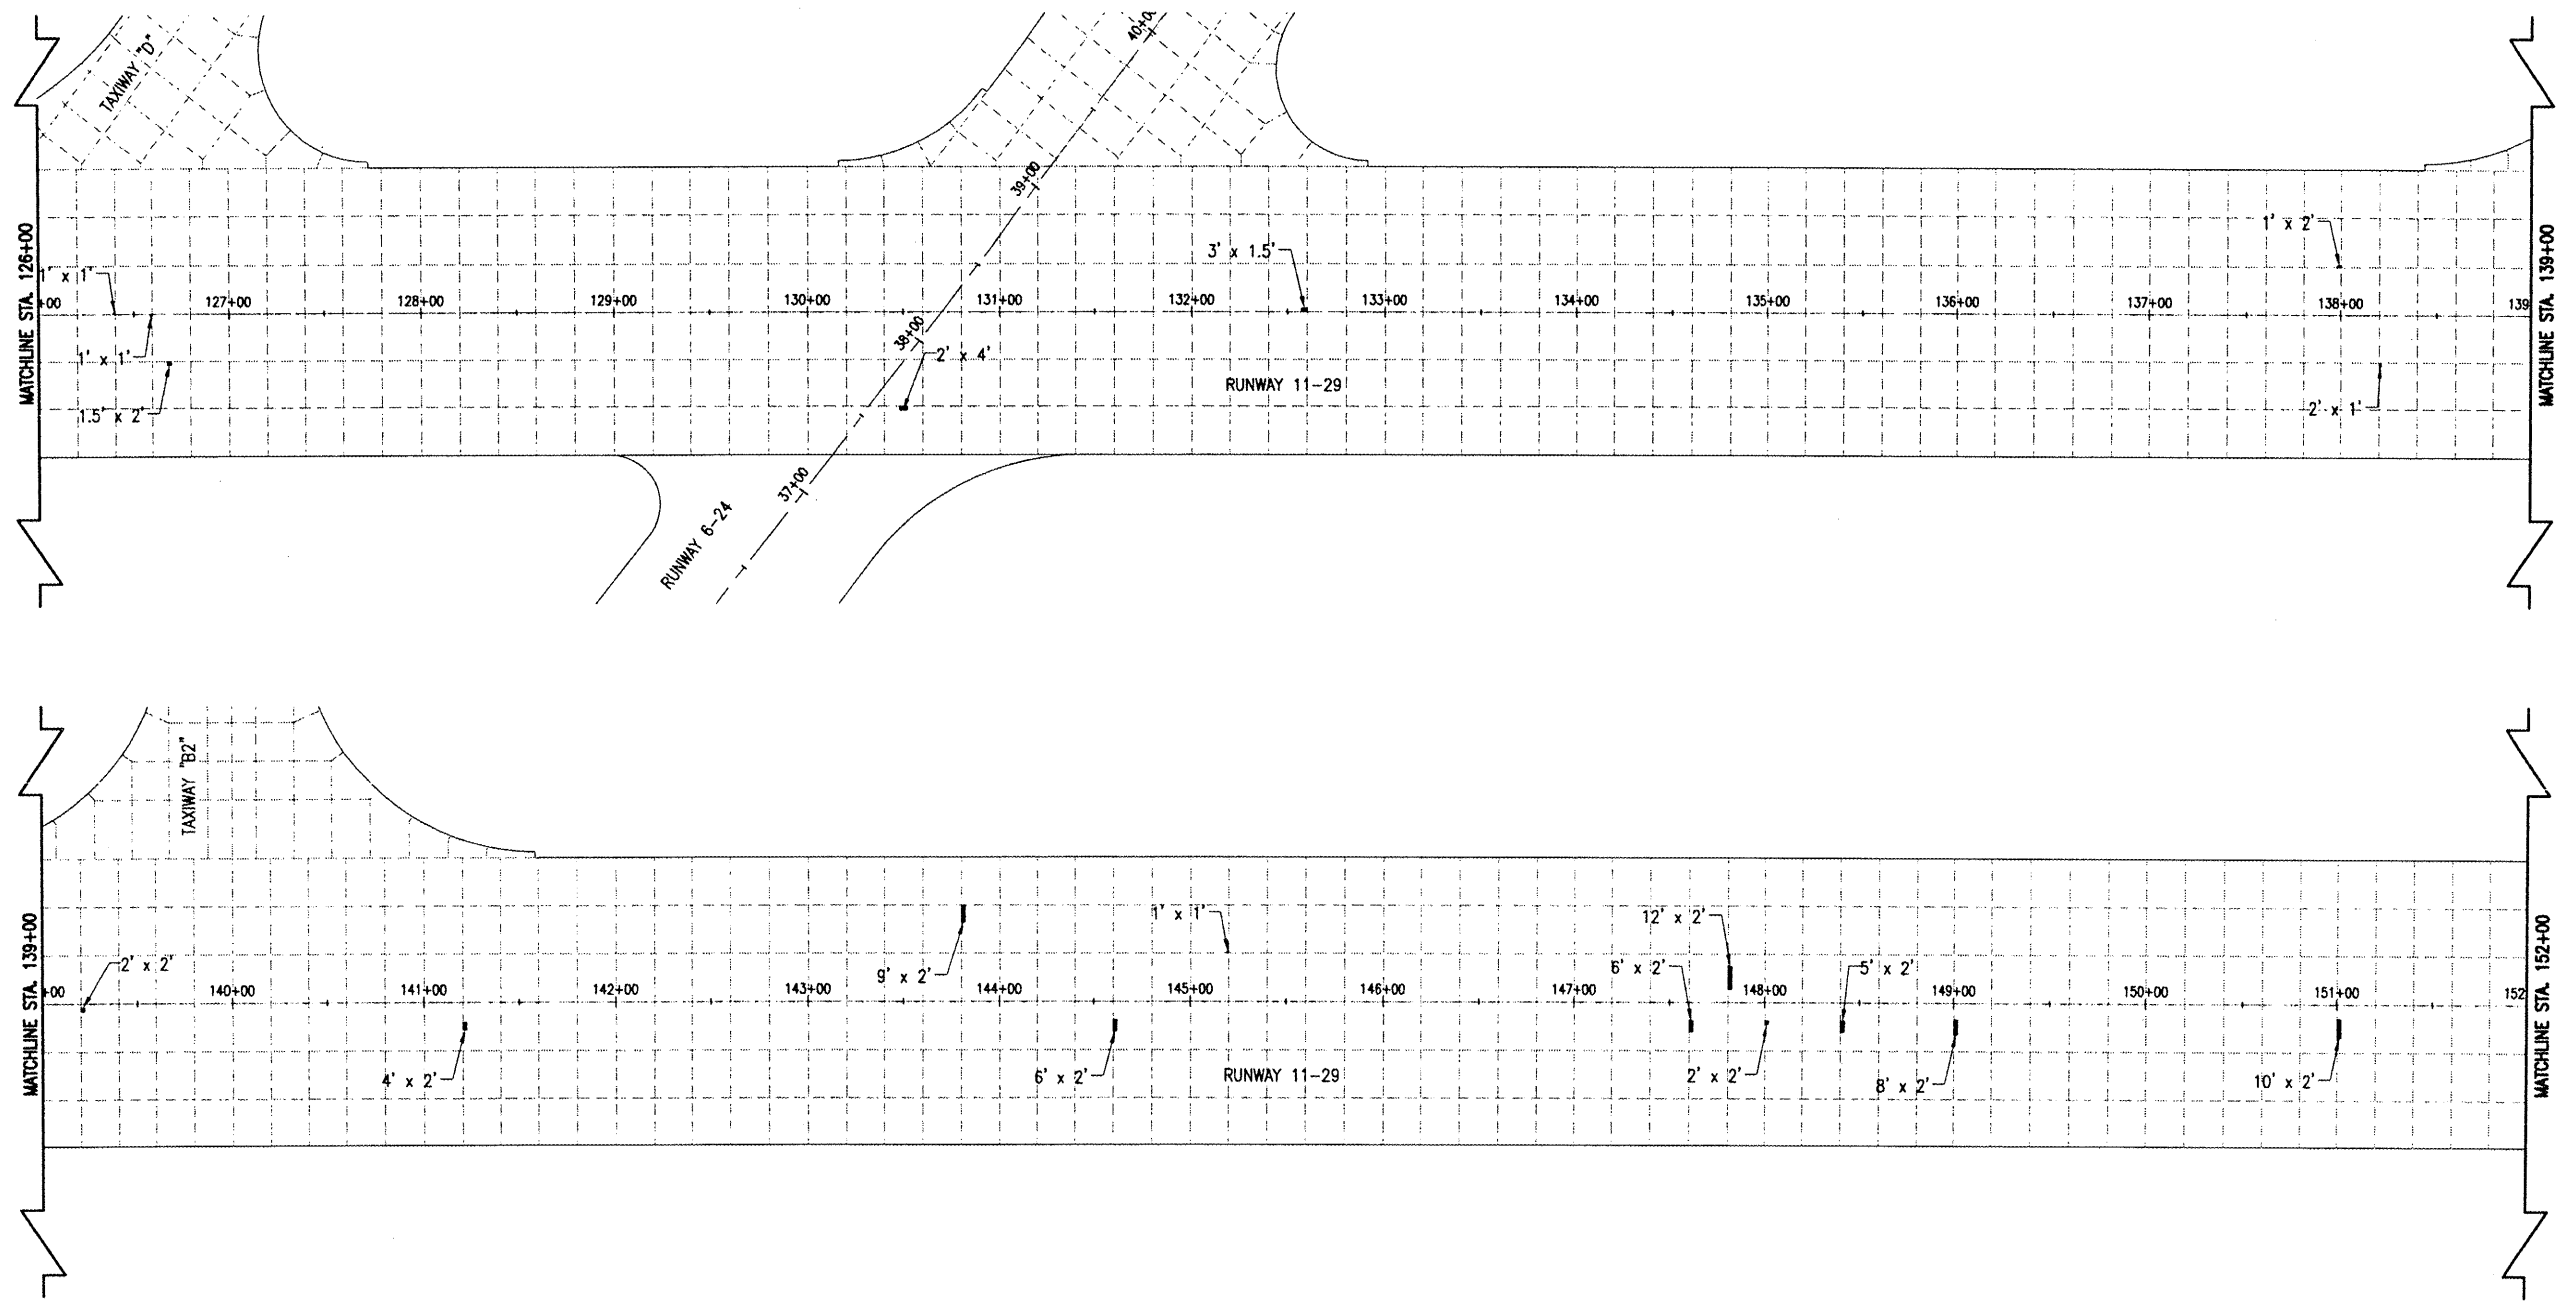 TAXIWAY "D"
40+0
39+00
MATCHLINE STA. 126+00
MATCHLINE STA. 139+00
1' x 2'
3' x 1.5'
1' x 1'
+00 127+00 128+00 129+00 130+00 131+00 132+00 133+00 134+00 135+00 136+00 137+00 138+00 139
38+00
1' x 1'
2' x 4'
RUNWAY 11-29
1.5' x 2'
2' x 1'
37+00
RUNWAY 6-24
TAXIWAY "B2"
MATCHLINE STA. 139+00
MATCHLINE STA. 152+00
1' x 1'
12' x 2'
2' x 2'
9' x 2'
6' x 2'
5' x 2'
+00 140+00 141+00 142+00 143+00 144+00 145+00 146+00 147+00 148+00 149+00 150+00 151+00 152
4' x 2'
6' x 2'
RUNWAY 11-29
2' x 2'
8' x 2'
10' x 2'